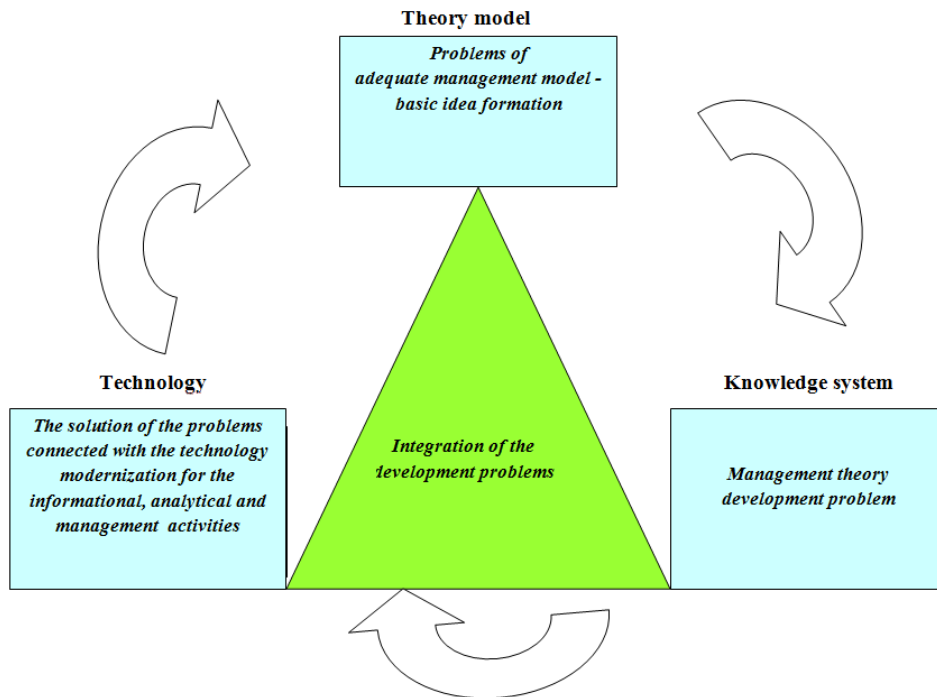 Theory model
Problems of
adequate management model -
basic idea formation
Technology
The solution of the problems
connected with the technology
modernization for the
informational, analytical and
management activities
Integration of the
development problems
Knowledge system
Management theory
development problem